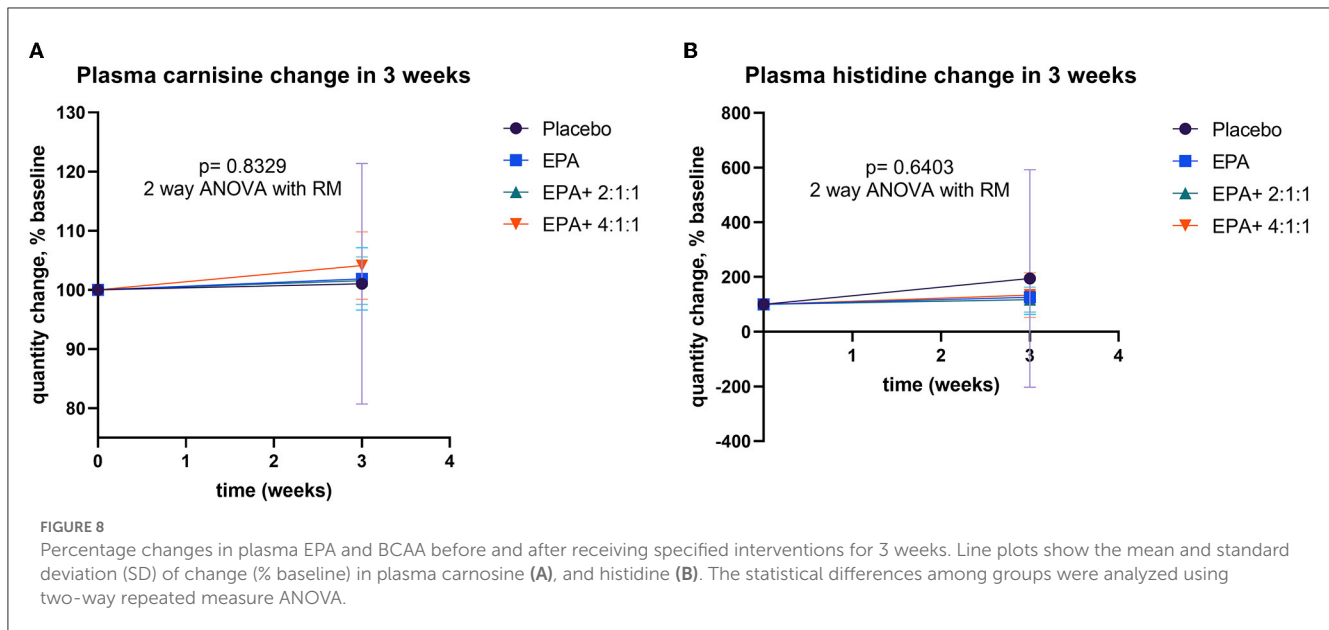 A
Plasma carnisine change in 3 weeks
130
120
110
100
90
80
quantity change, % baseline
p= 0.8329
2 way ANOVA with RM
Placebo
EPA
EPA+ 2:1:1
EPA+ 4:1:1
0 1 2 3 4
time (weeks)
B
Plasma histidine change in 3 weeks
800
600
400
200
0
-200
-400
quantity change, % baseline
p= 0.6403
2 way ANOVA with RM
Placebo
EPA
EPA+ 2:1:1
EPA+ 4:1:1
1 2 3 4
time (weeks)
FIGURE 8
Percentage changes in plasma EPA and BCAA before and after receiving specified interventions for 3 weeks. Line plots show the mean and standard
deviation (SD) of change (% baseline) in plasma carnosine (A), and histidine (B). The statistical differences among groups were analyzed using
two-way repeated measure ANOVA.